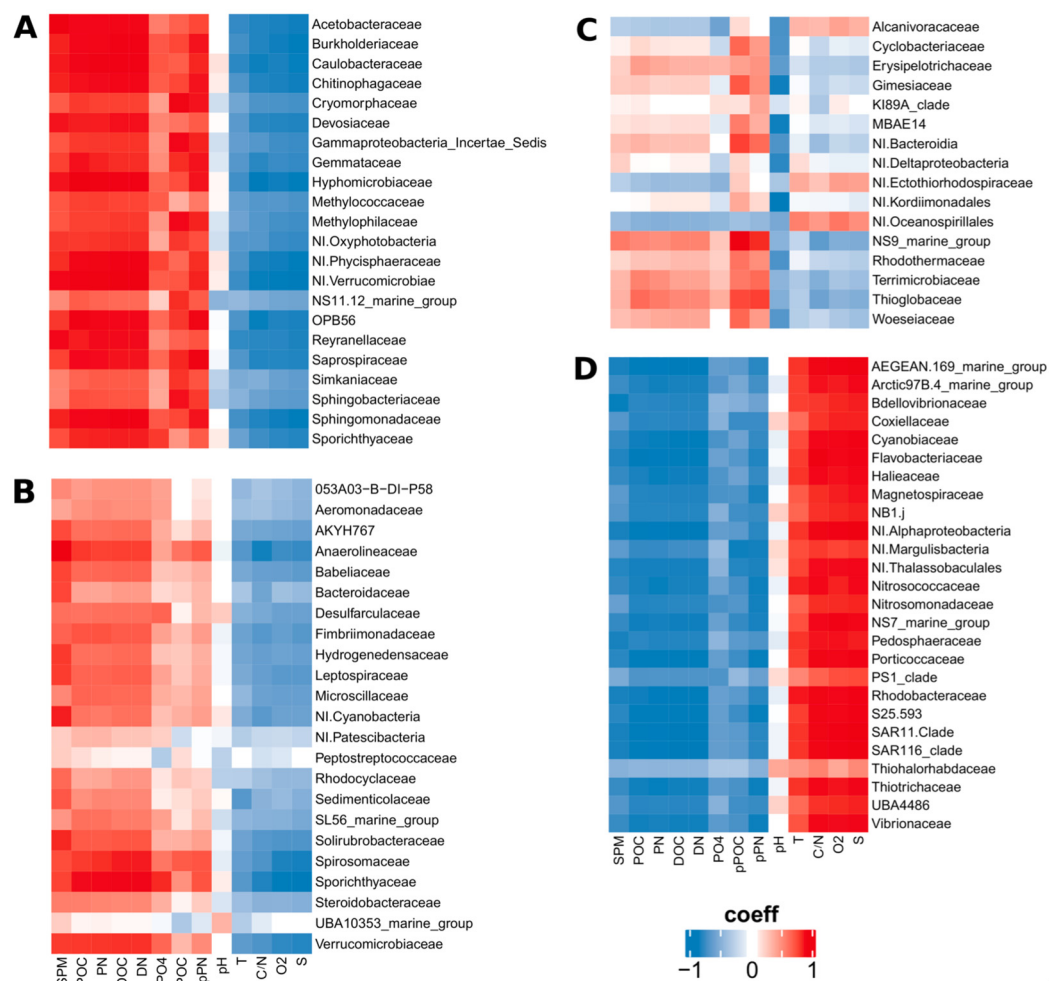 A
Acetobacteraceae
Burkholderiaceae
Caulobacteraceae
Chitinophagaceae
Cryomorphaceae
Devosiaceae
Gammaproteobacteria_Incertae_Sedis
Gemmataceae
Hyphomicrobiaceae
Methylococcaceae
Methylophilaceae
NI.Oxyphotobacteria
NI.Phycisphaeraceae
NI.Verrucomicrobiae
NS11.12_marine_group
OPB56
Reyranellaceae
Saprospiraceae
Simkaniaceae
Sphingobacteriaceae
Sphingomonadaceae
Sporichthyaceae
B
053A03-B-DI-P58
Aeromonadaceae
AKYH767
Anaerolineaceae
Babeliaceae
Bacteroidaceae
Desulfarculaceae
Fimbriimonadaceae
Hydrogenedensaceae
Leptospiraceae
Microscillaceae
NI.Cyanobacteria
NI.Patescibacteria
Peptostreptococcaceae
Rhodocyclaceae
Sedimenticolaceae
SL56_marine_group
Solirubrobacteraceae
Spirosomaceae
Sporichthyaceae
Steroidobacteraceae
UBA10353_marine_group
Verrucomicrobiaceae
SPM
POC
PN
DOC
DN
PO4
POC
pPN
pH
T
C/N
O2
S
C
Alcanivoracaceae
Cyclobacteriaceae
Erysipelotrichaceae
Gimesiaceae
KI89A_clade
MBAE14
NI.Bacteroidia
NI.Deltaproteobacteria
NI.Ectothiorhodospiraceae
NI.Kordiimonadales
NI.Oceanospirillales
NS9_marine_group
Rhodothermaceae
Terrimicrobiaceae
Thioglobaceae
Woeseiaceae
D
AEGEAN.169_marine_group
Arctic97B.4_marine_group
Bdellovibrionaceae
Coxiellaceae
Cyanobiaceae
Flavobacteriaceae
Halieaceae
Magnetospiraceae
NB1.j
NI.Alphaproteobacteria
NI.Margulisbacteria
NI.Thalassobaculales
Nitrosococcaceae
Nitrosomonadaceae
NS7_marine_group
Pedosphaeraceae
Porticoccaceae
PS1_clade
Rhodobacteraceae
S25.593
SAR11.Clade
SAR116_clade
Thiohalorhabdaceae
Thiotrichaceae
UBA4486
Vibrionaceae
SPM
POC
PN
DOC
DN
PO4
pPOC
pPN
pH
T
C/N
O2
S
coeff
−1 0 1